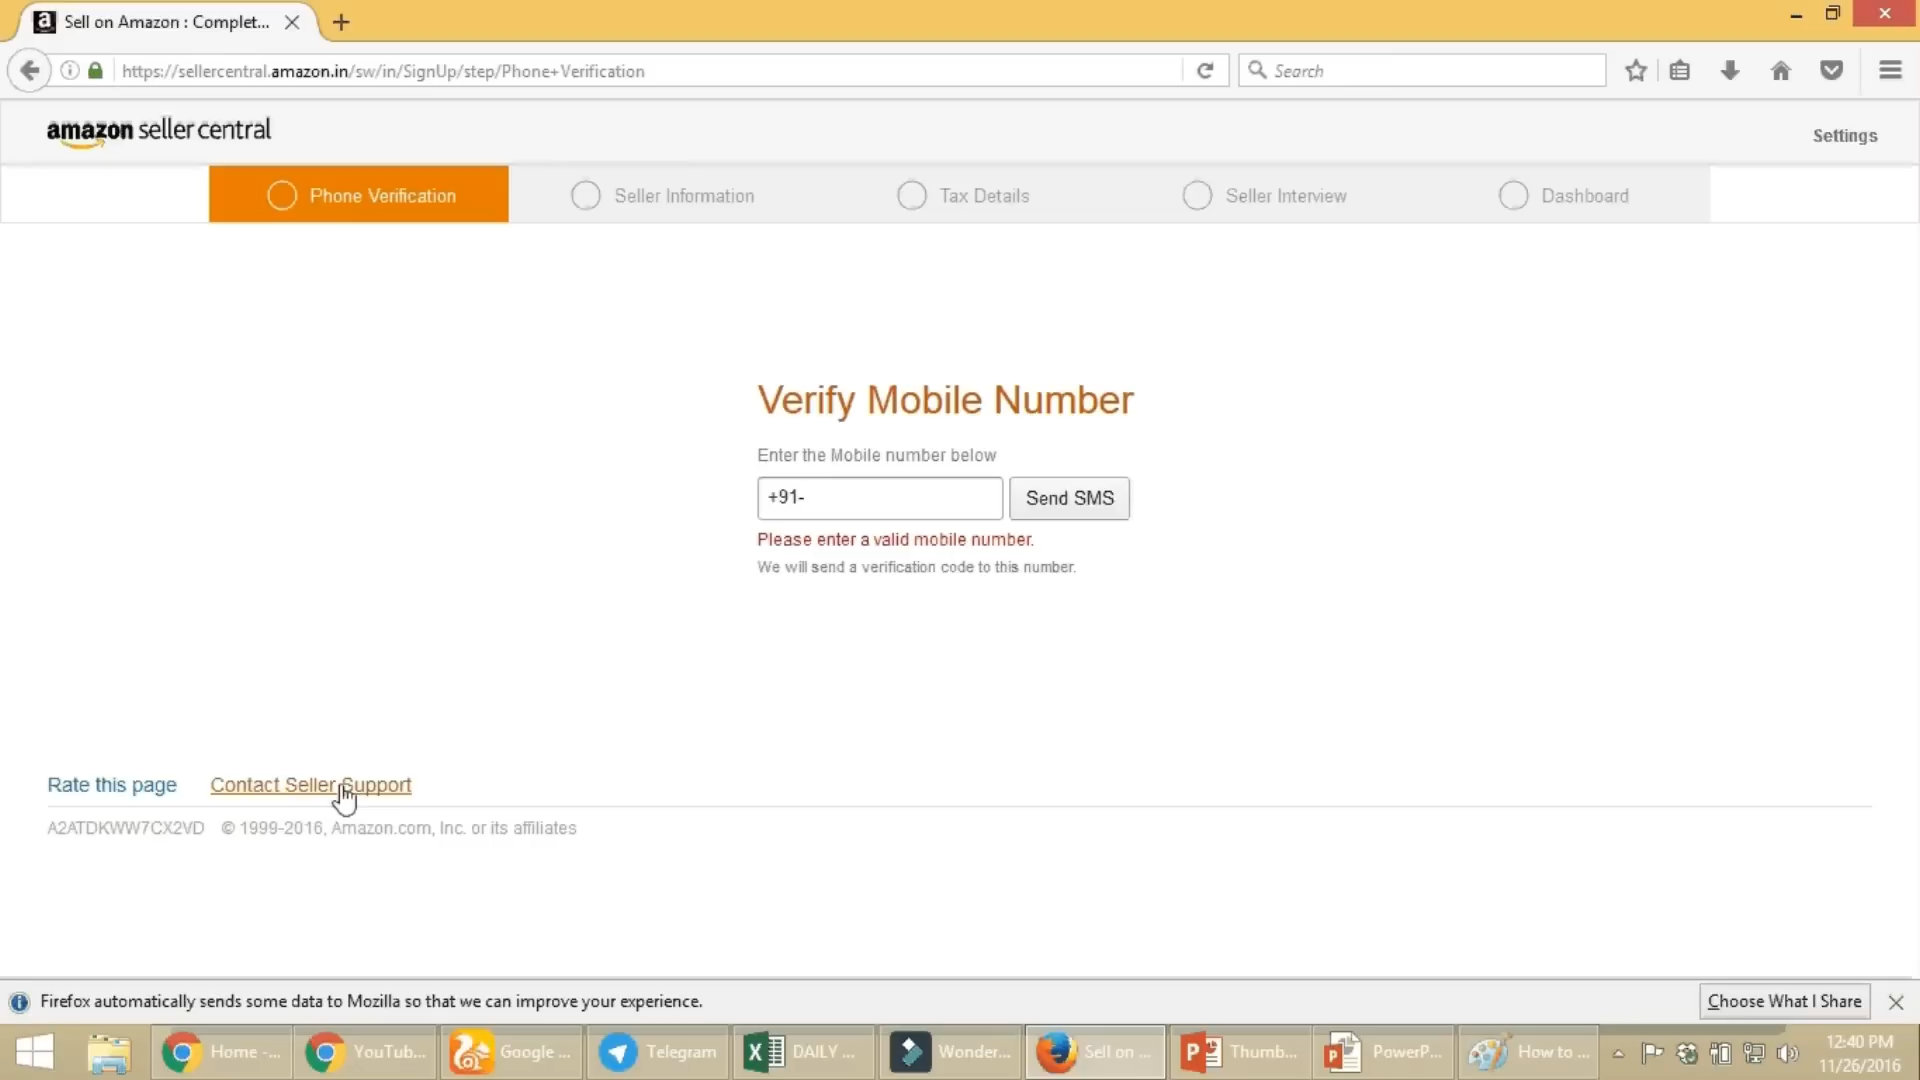 Sell on Amazon : Complet...
https://sellercentral.amazon.in/sw/in/SignUp/step/Phone+Verification
Search
amazon seller central
Settings
Phone Verification
Seller Information
Tax Details
Seller Interview
Dashboard
Verify Mobile Number
Enter the Mobile number below
+91-
Send SMS
Please enter a valid mobile number.
We will send a verification code to this number.
Rate this page
Contact Seller Support
A2ATDKWW7CX2VD © 1999-2016, Amazon.com, Inc. or its affiliates
Firefox automatically sends some data to Mozilla so that we can improve your experience.
Choose What I Share
Home -...
YouTub...
Google ...
Telegram
DAILY ...
Wonder...
Sell on ...
Thumb...
PowerP...
How to ...
12:40 PM
11/26/2016